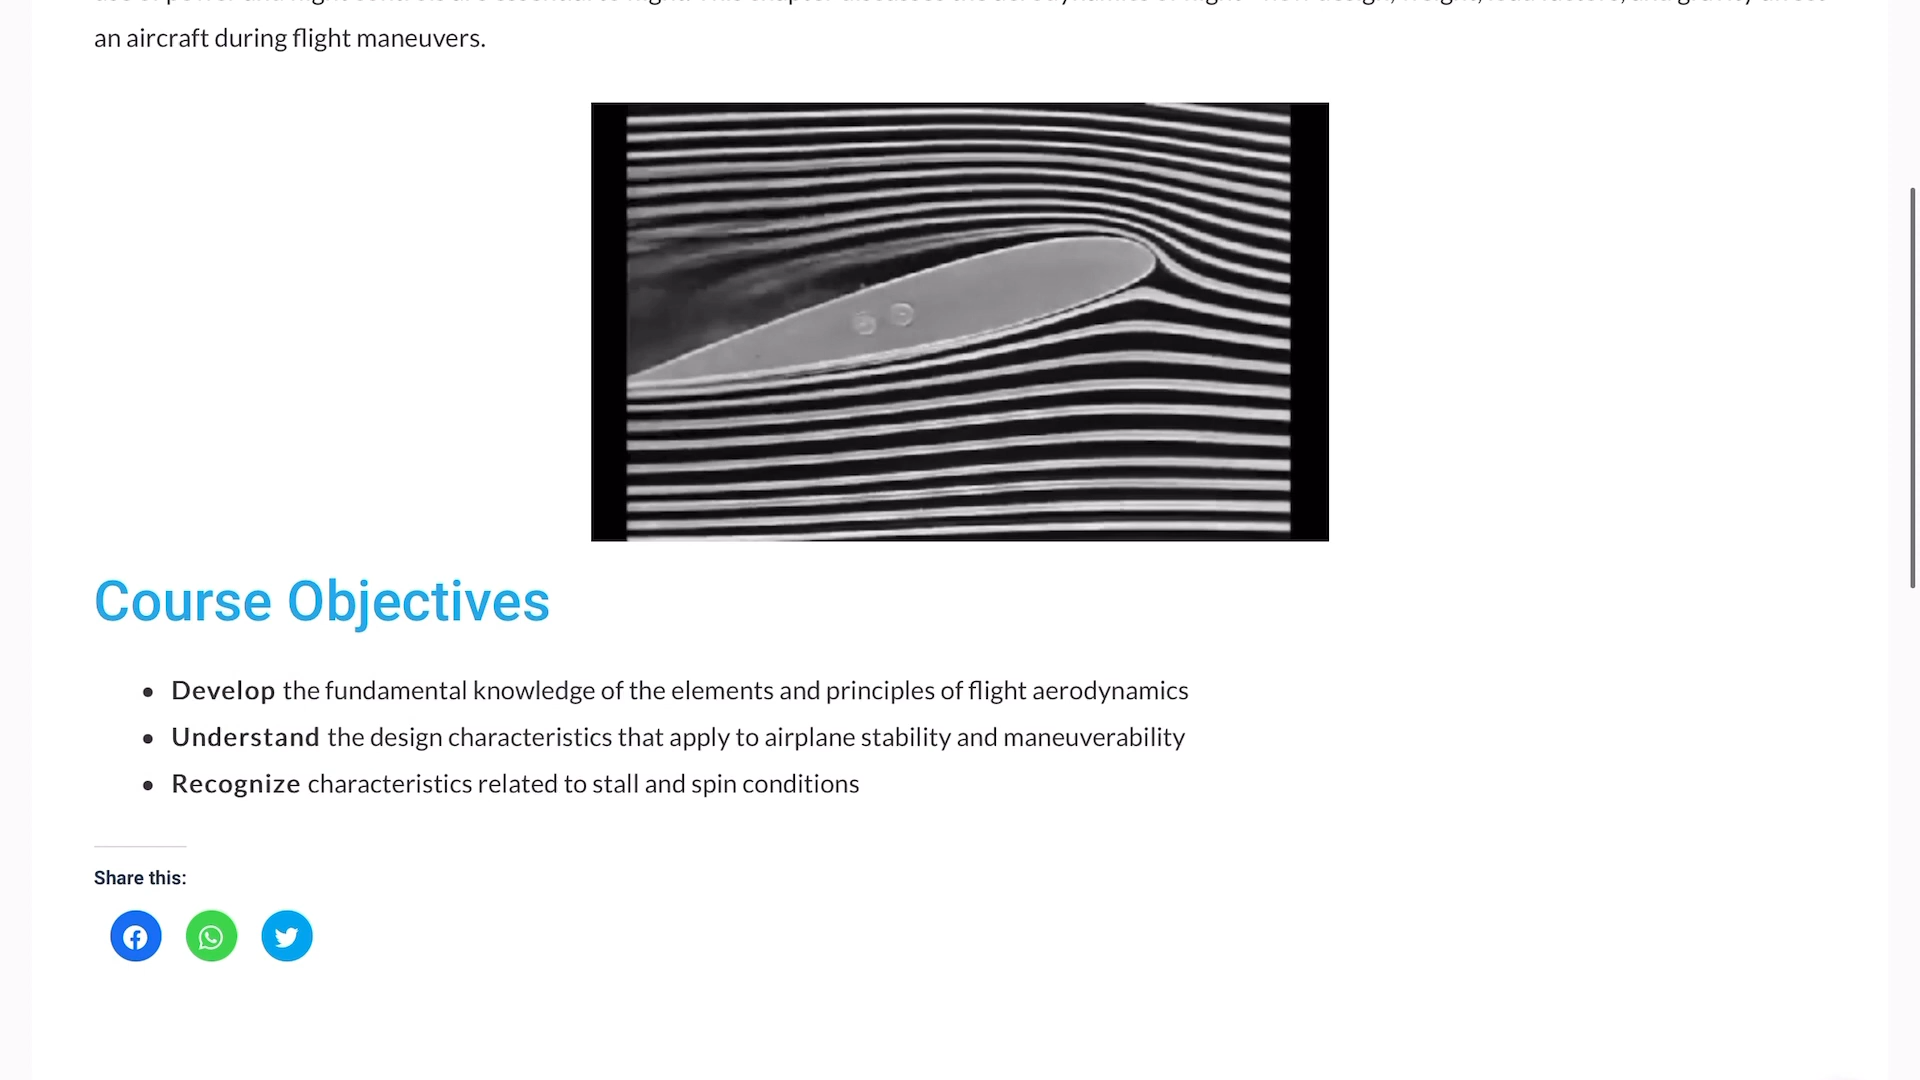 an aircraft during flight maneuvers.
Course Objectives
• Develop the fundamental knowledge of the elements and principles of flight aerodynamics
• Understand the design characteristics that apply to airplane stability and maneuverability
• Recognize characteristics related to stall and spin conditions
Share this: